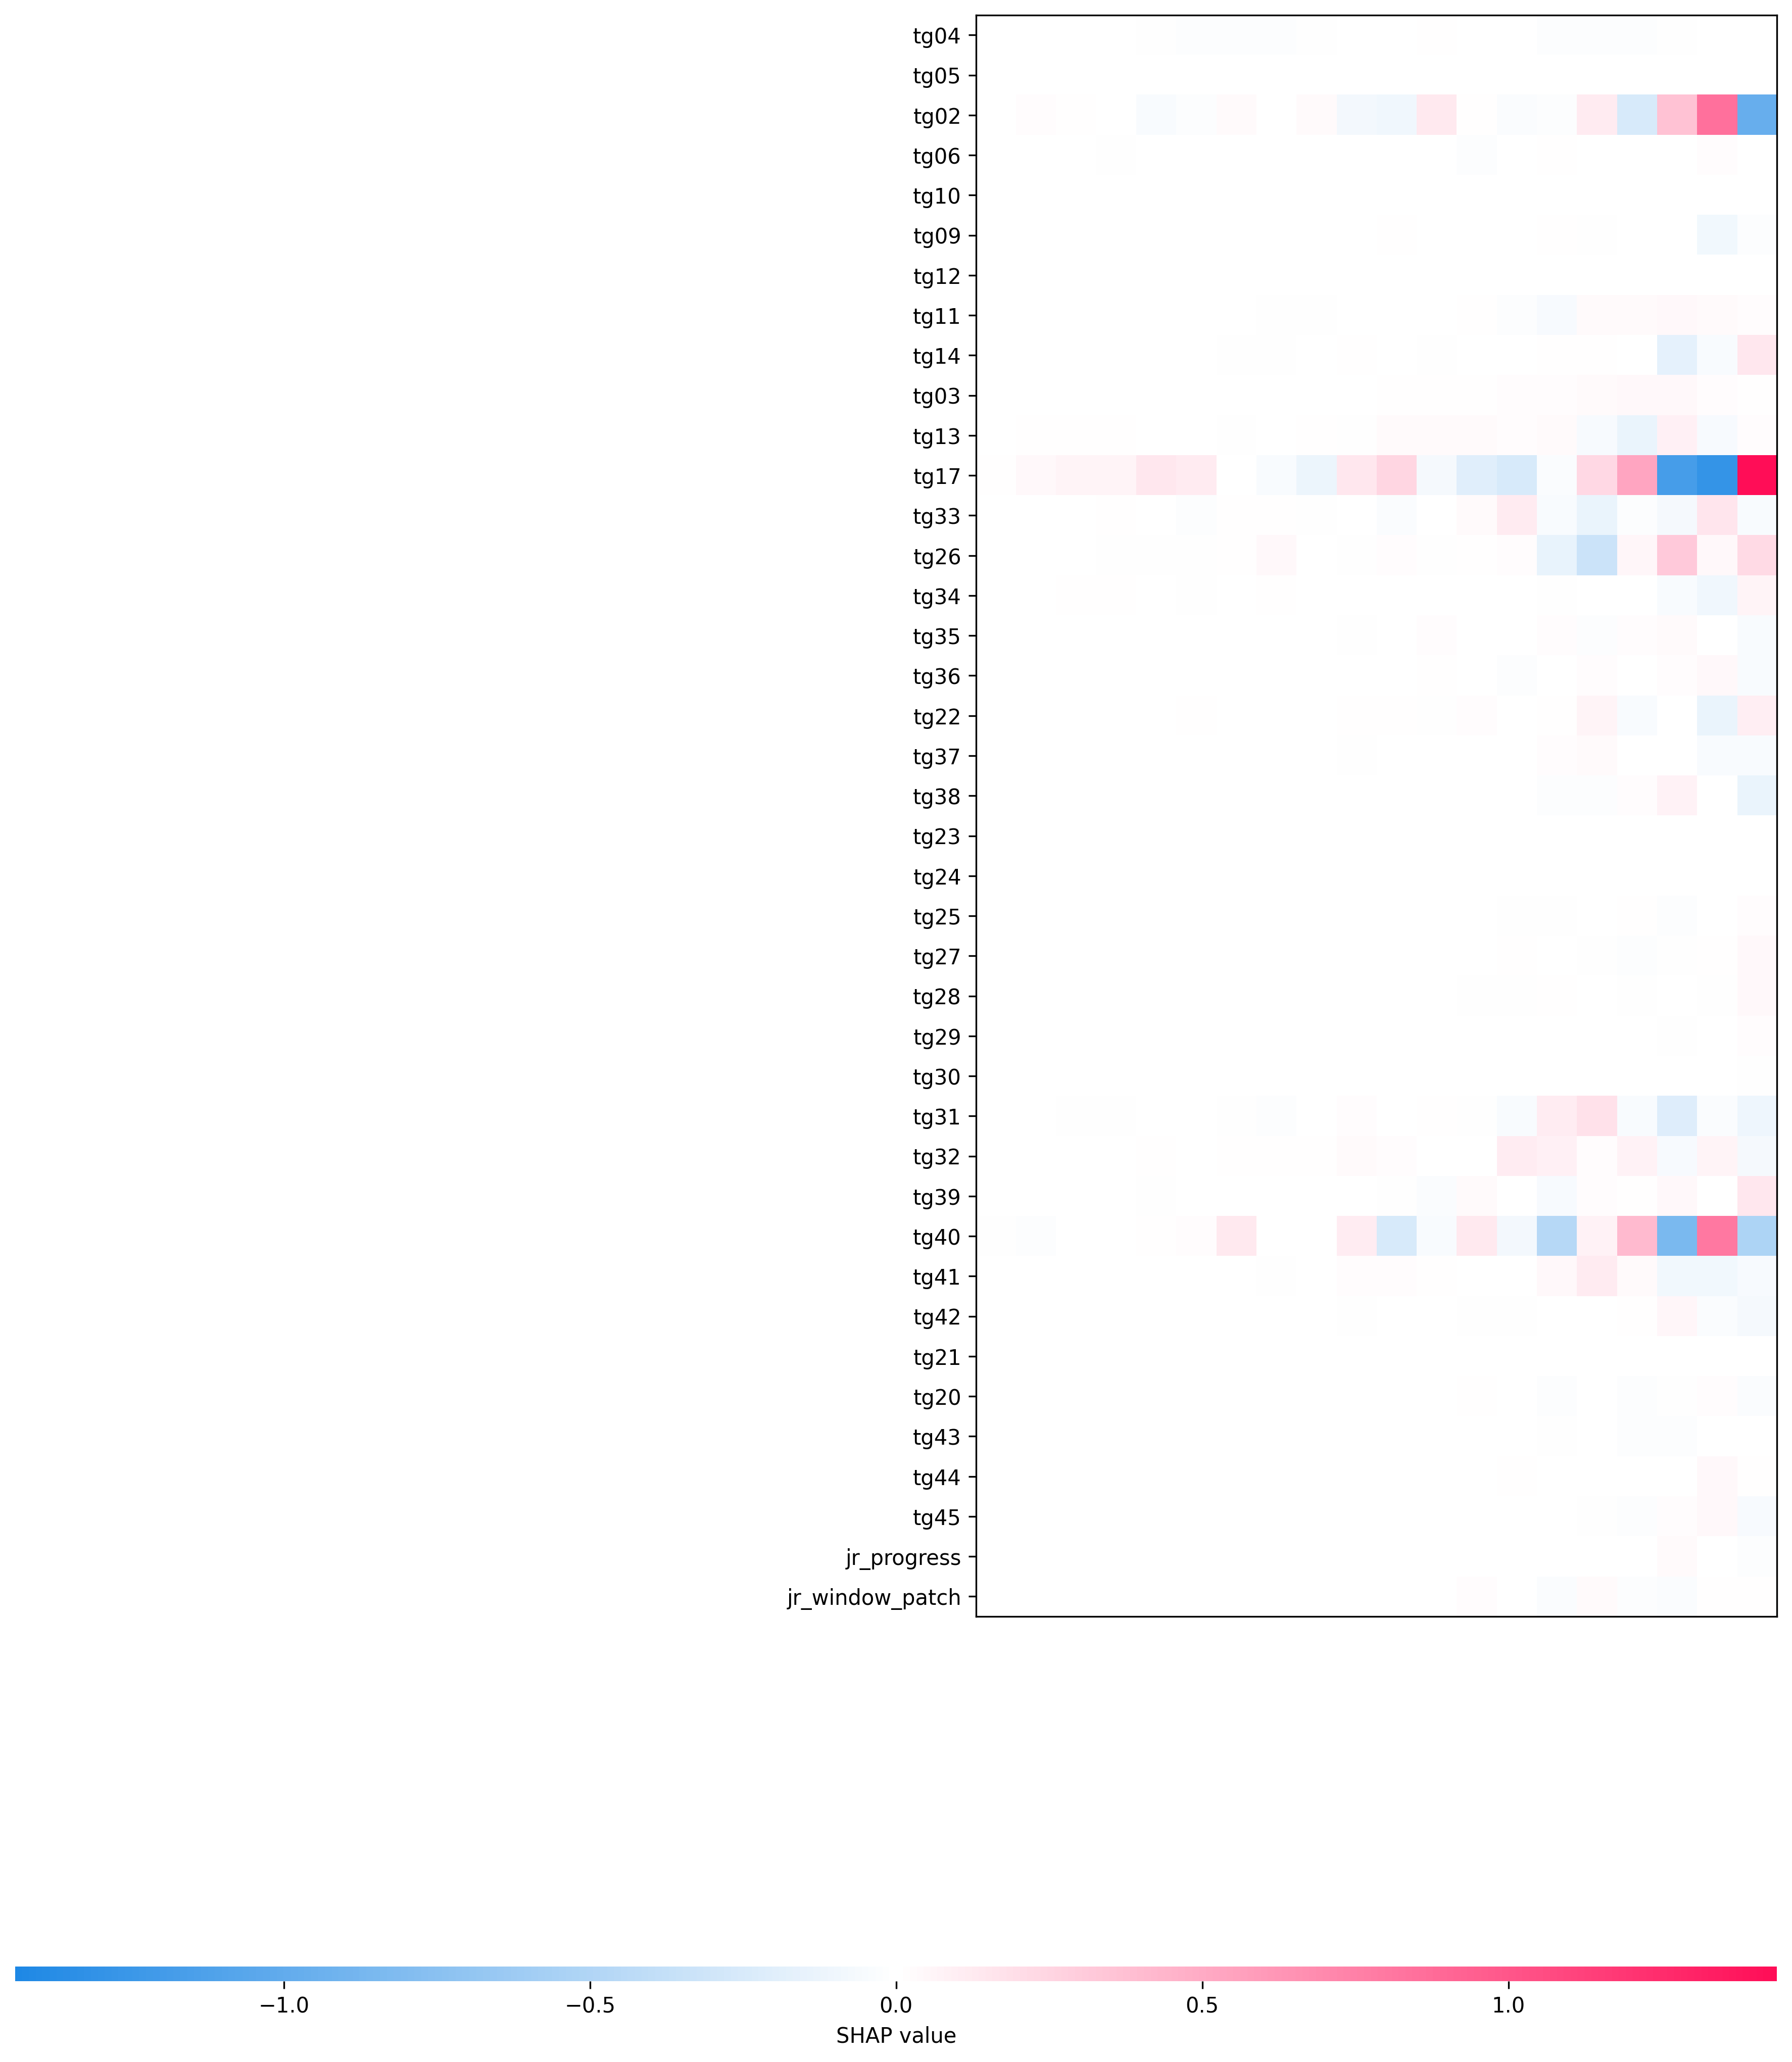 tg04
tg05
tg02
tg06
tg10
tg09
tg12
tg11
tg14
tg03
tg13
tg17
tg33
tg26
tg34
tg35
tg36
tg22
tg37
tg38
tg23
tg24
tg25
tg27
tg28
tg29
tg30
tg31
tg32
tg39
tg40
tg41
tg42
tg21
tg20
tg43
tg44
tg45
jr_progress
jr_window_patch
−1.0 −0.5 0.0 0.5 1.0
SHAP value